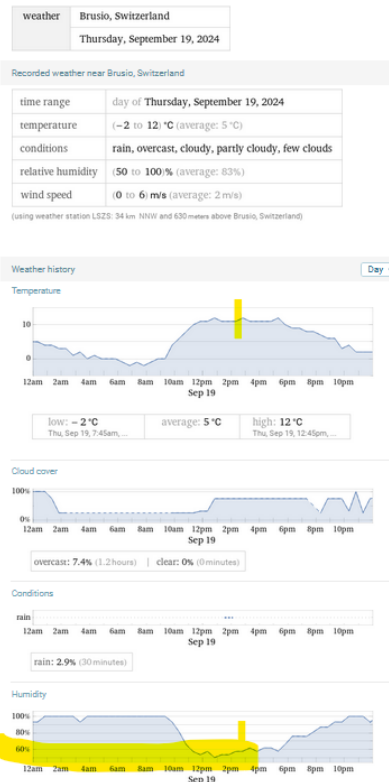 weather
Brusio, Switzerland
Thursday, September 19, 2024
Recorded weather near Brusio, Switzerland
time range day of Thursday, September 19, 2024
temperature (−2 to 12) °C (average: 5 °C)
conditions rain, overcast, cloudy, partly cloudy, few clouds
relative humidity (50 to 100)% (average: 83%)
wind speed (0 to 6) m/s (average: 2 m/s)
(using weather station LSZS: 34 km NNW and 630 meters above Brusio, Switzerland)
Weather history Day
Temperature
10
0
12am 2am 4am 6am 8am 10am 12pm 2pm 4pm 6pm 8pm 10pm
Sep 19
low: −2 °C average: 5 °C high: 12 °C
Thu, Sep 19, 7:45am, ... Thu, Sep 19, 12:45pm, ...
Cloud cover
100%
0%
12am 2am 4am 6am 8am 10am 12pm 2pm 4pm 6pm 8pm 10pm
Sep 19
overcast: 7.4% (1.2 hours) | clear: 0% (0 minutes)
Conditions
rain
12am 2am 4am 6am 8am 10am 12pm 2pm 4pm 6pm 8pm 10pm
Sep 19
rain: 2.9% (30 minutes)
Humidity
100%
80%
60%
12am 2am 4am 6am 8am 10am 12pm 2pm 4pm 6pm 8pm 10pm
Sep 19